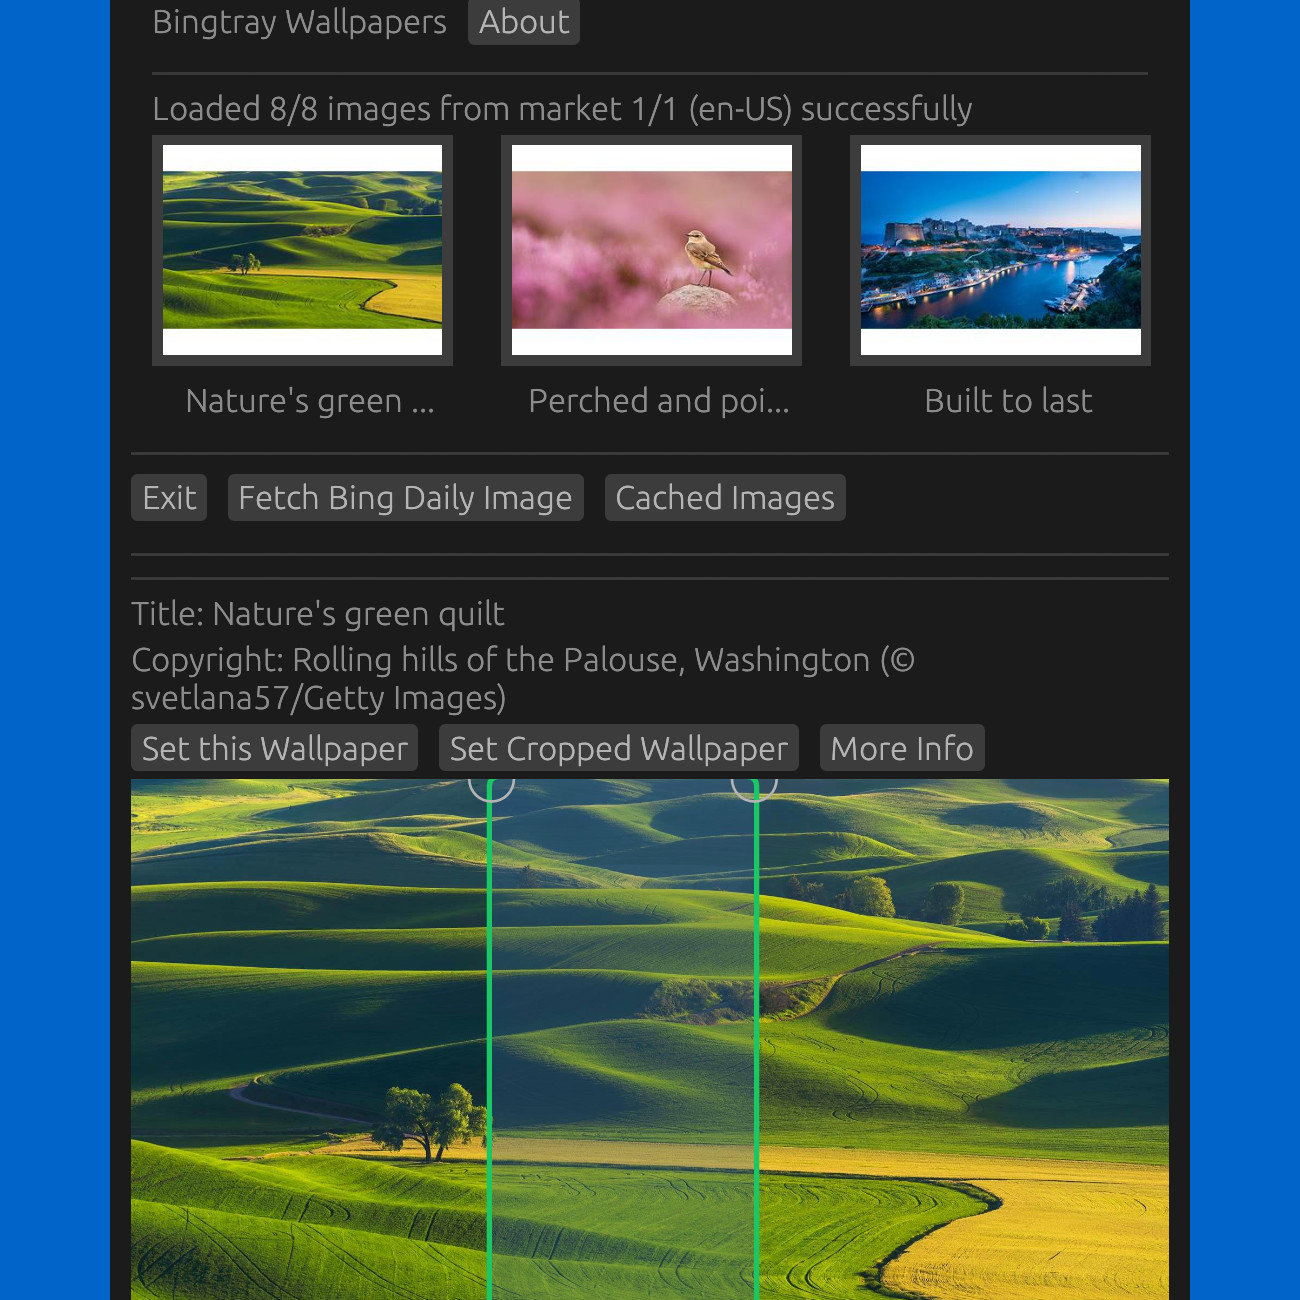 Bingtray Wallpapers About
Loaded 8/8 images from market 1/1 (en-US) successfully
Nature's green ... Perched and poi... Built to last
Exit Fetch Bing Daily Image Cached Images
Title: Nature's green quilt
Copyright: Rolling hills of the Palouse, Washington (©
svetlana57/Getty Images)
Set this Wallpaper Set Cropped Wallpaper More Info